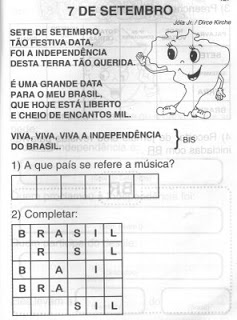 7 DE SETEMBRO
Jóis Jr. / Dirce Kirche
SETE DE SETEMBRO,
TÃO FESTIVA DATA,
FOI A INDEPENDÊNCIA
DESTA TERRA TÃO QUERIDA.
É UMA GRANDE DATA
PARA O MEU BRASIL,
QUE HOJE ESTÁ LIBERTO
E CHEIO DE ENCANTOS MIL.
VIVA, VIVA, VIVA A INDEPENDÊNCIA
DO BRASIL.
BIS
1) A que país se refere a música?
2) Completar:
B R A S I L
R S L
B A I
B R A
S I L